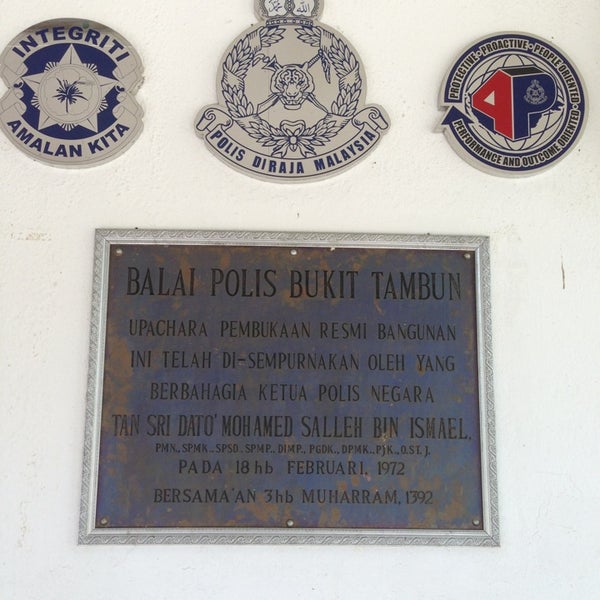 INTEGRITI
AMALAN KITA
POLIS DIRAJA MALAYSIA
PROTECTIVE · PROACTIVE · PEOPLE ORIENTED ·
PERFORMANCE AND OUTCOME ORIENTED
4P
BALAI POLIS BUKIT TAMBUN
UPACHARA PEMBUKAAN RESMI BANGUNAN
INI TELAH DI-SEMPURNAKAN OLEH YANG
BERBAHAGIA KETUA POLIS NEGARA
TAN SRI DATO' MOHAMED SALLEH BIN ISMAEL.
PMN., SPMK., SPSD., SPMP., DIMP., PGDK., DPMK., PJK., O.ST.J.
PADA 18hb FEBRUARI, 1972
BERSAMA'AN 3hb MUHARRAM, 1392